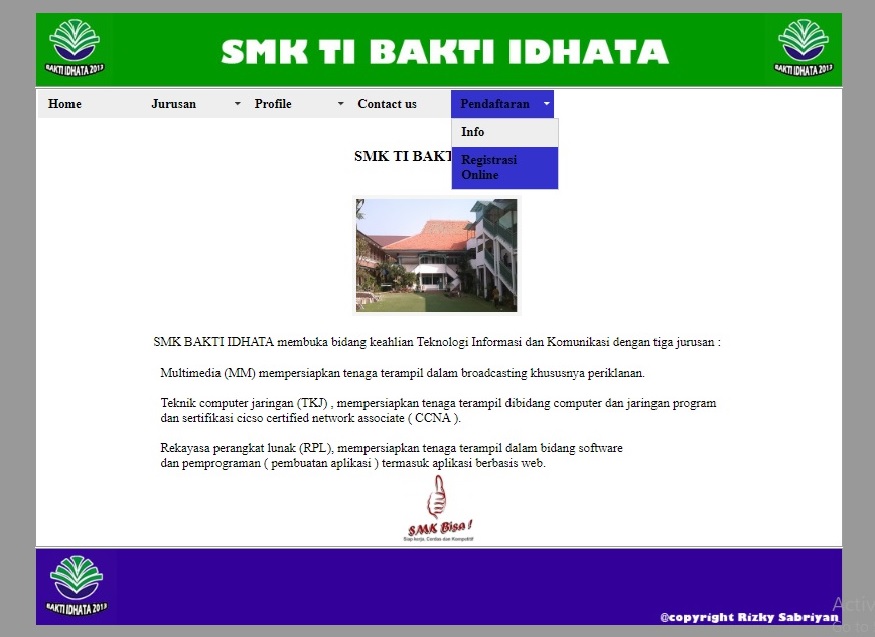 SMK TI BAKTI IDHATA
BAKTI IDHATA 2013
BAKTI IDHATA 2013
Home Jurusan Profile Contact us Pendaftaran
Info
Registrasi
Online
SMK TI BAKT
SMK BAKTI IDHATA membuka bidang keahlian Teknologi Informasi dan Komunikasi dengan tiga jurusan :
Multimedia (MM) mempersiapkan tenaga terampil dalam broadcasting khususnya periklanan.
Teknik computer jaringan (TKJ) , mempersiapkan tenaga terampil dibidang computer dan jaringan program
dan sertifikasi cicso certified network associate ( CCNA ).
Rekayasa perangkat lunak (RPL), mempersiapkan tenaga terampil dalam bidang software
dan pemprograman ( pembuatan aplikasi ) termasuk aplikasi berbasis web.
SMK Bisa !
Siap kerja, Cerdas dan Kompetitif
BAKTI IDHATA 2013
@copyright Rizky Sabriyan
Activ
Go to